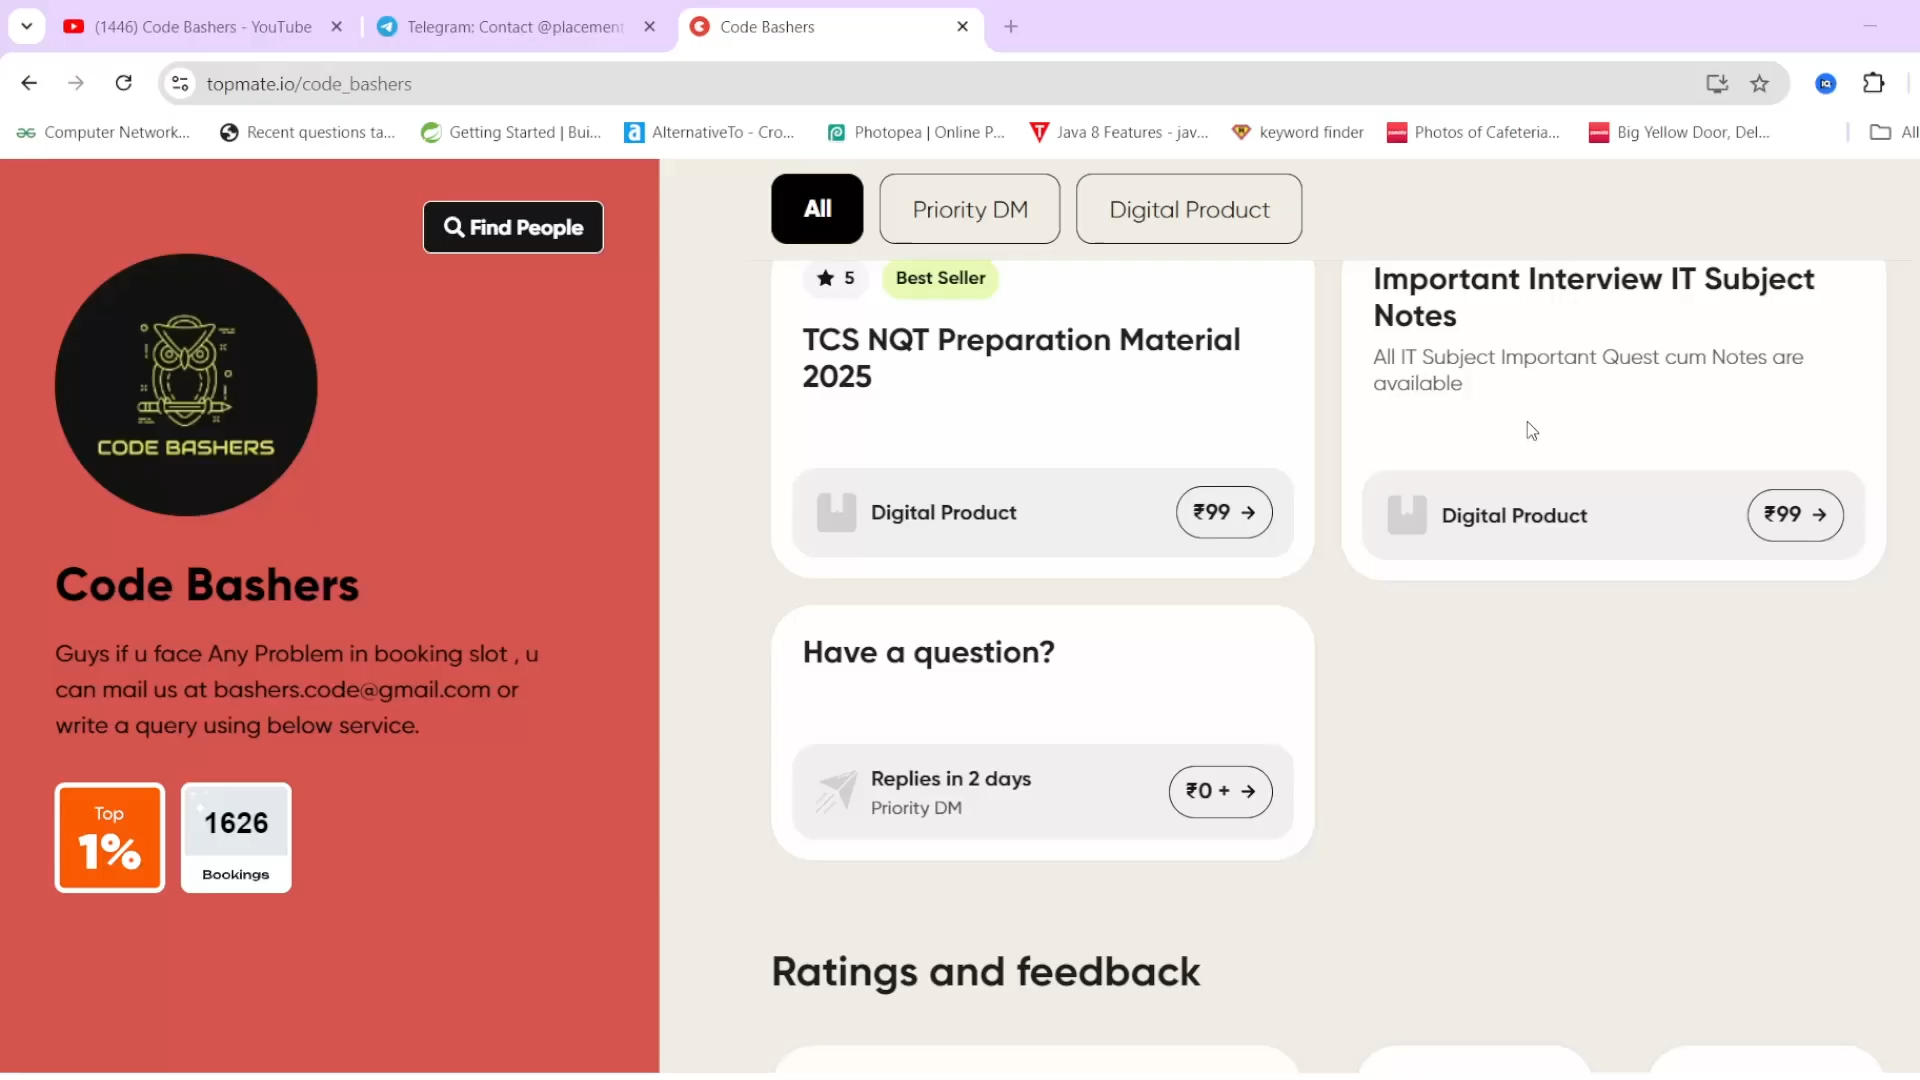 (1446) Code Bashers - YouTube
Telegram: Contact @placement
Code Bashers
topmate.io/code_bashers
Computer Network...
Recent questions ta...
Getting Started | Bui...
AlternativeTo - Cro...
Photopea | Online P...
Java 8 Features - jav...
keyword finder
Photos of Cafeteria...
Big Yellow Door, Del...
All
Find People
CODE BASHERS
Code Bashers
Guys if u face Any Problem in booking slot , u
can mail us at bashers.code@gmail.com or
write a query using below service.
Top
1%
1626
Bookings
All
Priority DM
Digital Product
5
Best Seller
TCS NQT Preparation Material
2025
Digital Product
₹99 →
Important Interview IT Subject
Notes
All IT Subject Important Quest cum Notes are
available
Digital Product
₹99 →
Have a question?
Replies in 2 days
Priority DM
₹0 + →
Ratings and feedback